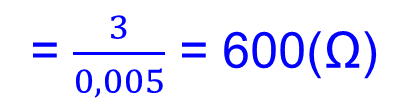 = 3/0,005 = 600(Ω)